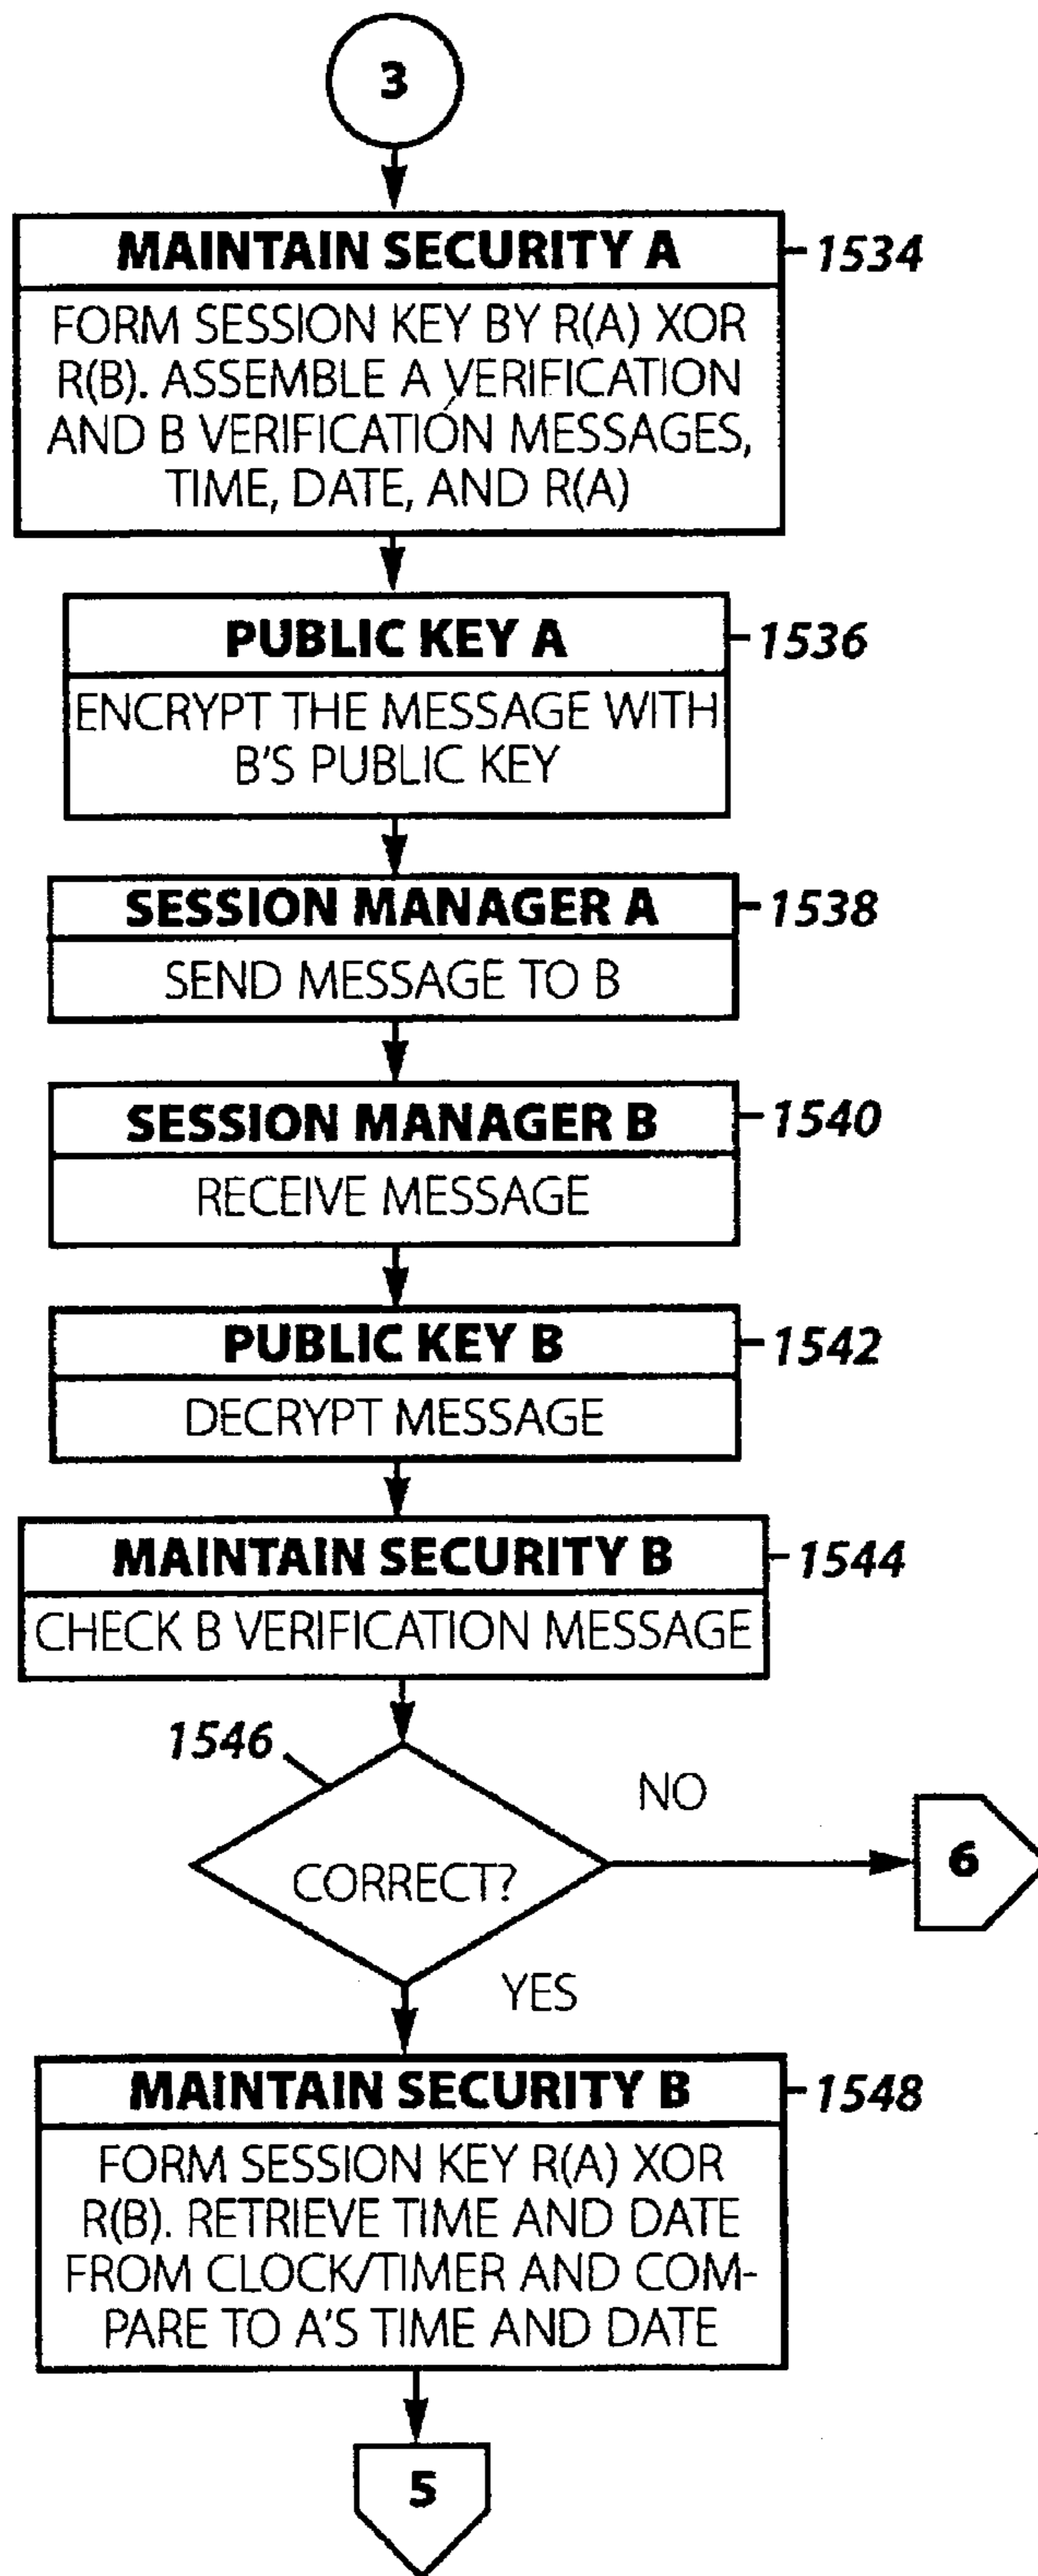 3
MAINTAIN SECURITY A
1534
FORM SESSION KEY BY R(A) XOR
R(B). ASSEMBLE A VERIFICATION
AND B VERIFICATION MESSAGES,
TIME, DATE, AND R(A)
PUBLIC KEY A
1536
ENCRYPT THE MESSAGE WITH
B'S PUBLIC KEY
SESSION MANAGER A
1538
SEND MESSAGE TO B
SESSION MANAGER B
1540
RECEIVE MESSAGE
PUBLIC KEY B
1542
DECRYPT MESSAGE
MAINTAIN SECURITY B
1544
CHECK B VERIFICATION MESSAGE
1546
NO
CORRECT?
6
YES
MAINTAIN SECURITY B
1548
FORM SESSION KEY R(A) XOR
R(B). RETRIEVE TIME AND DATE
FROM CLOCK/TIMER AND COM-
PARE TO A'S TIME AND DATE
5